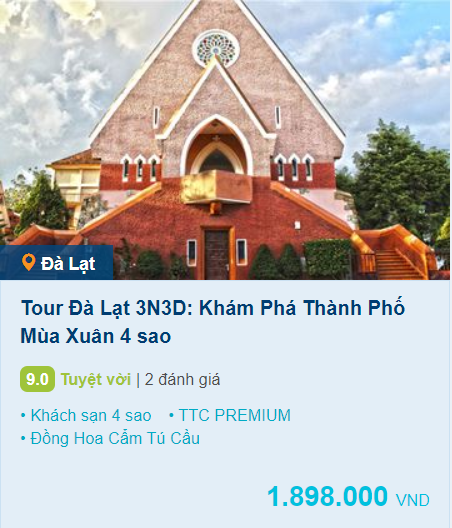 Đà Lạt
Tour Đà Lạt 3N3D: Khám Phá Thành Phố
Mùa Xuân 4 sao
9.0 Tuyệt vời | 2 đánh giá
• Khách sạn 4 sao • TTC PREMIUM
• Đồng Hoa Cẩm Tú Cầu
1.898.000 VND